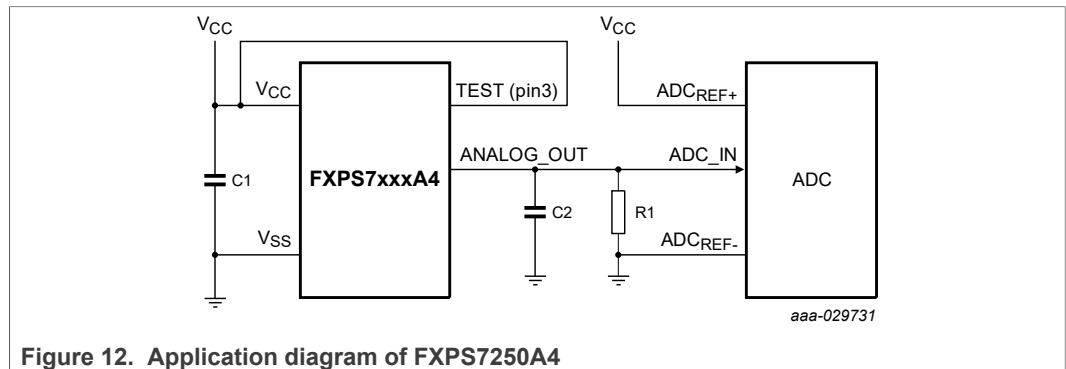 VCC
VCC
VCC
TEST (pin3)
ADCREF+
ANALOG_OUT
ADC_IN
C1
FXPS7xxxA4
ADC
C2
R1
VSS
ADCREF-
aaa-029731
Figure 12. Application diagram of FXPS7250A4